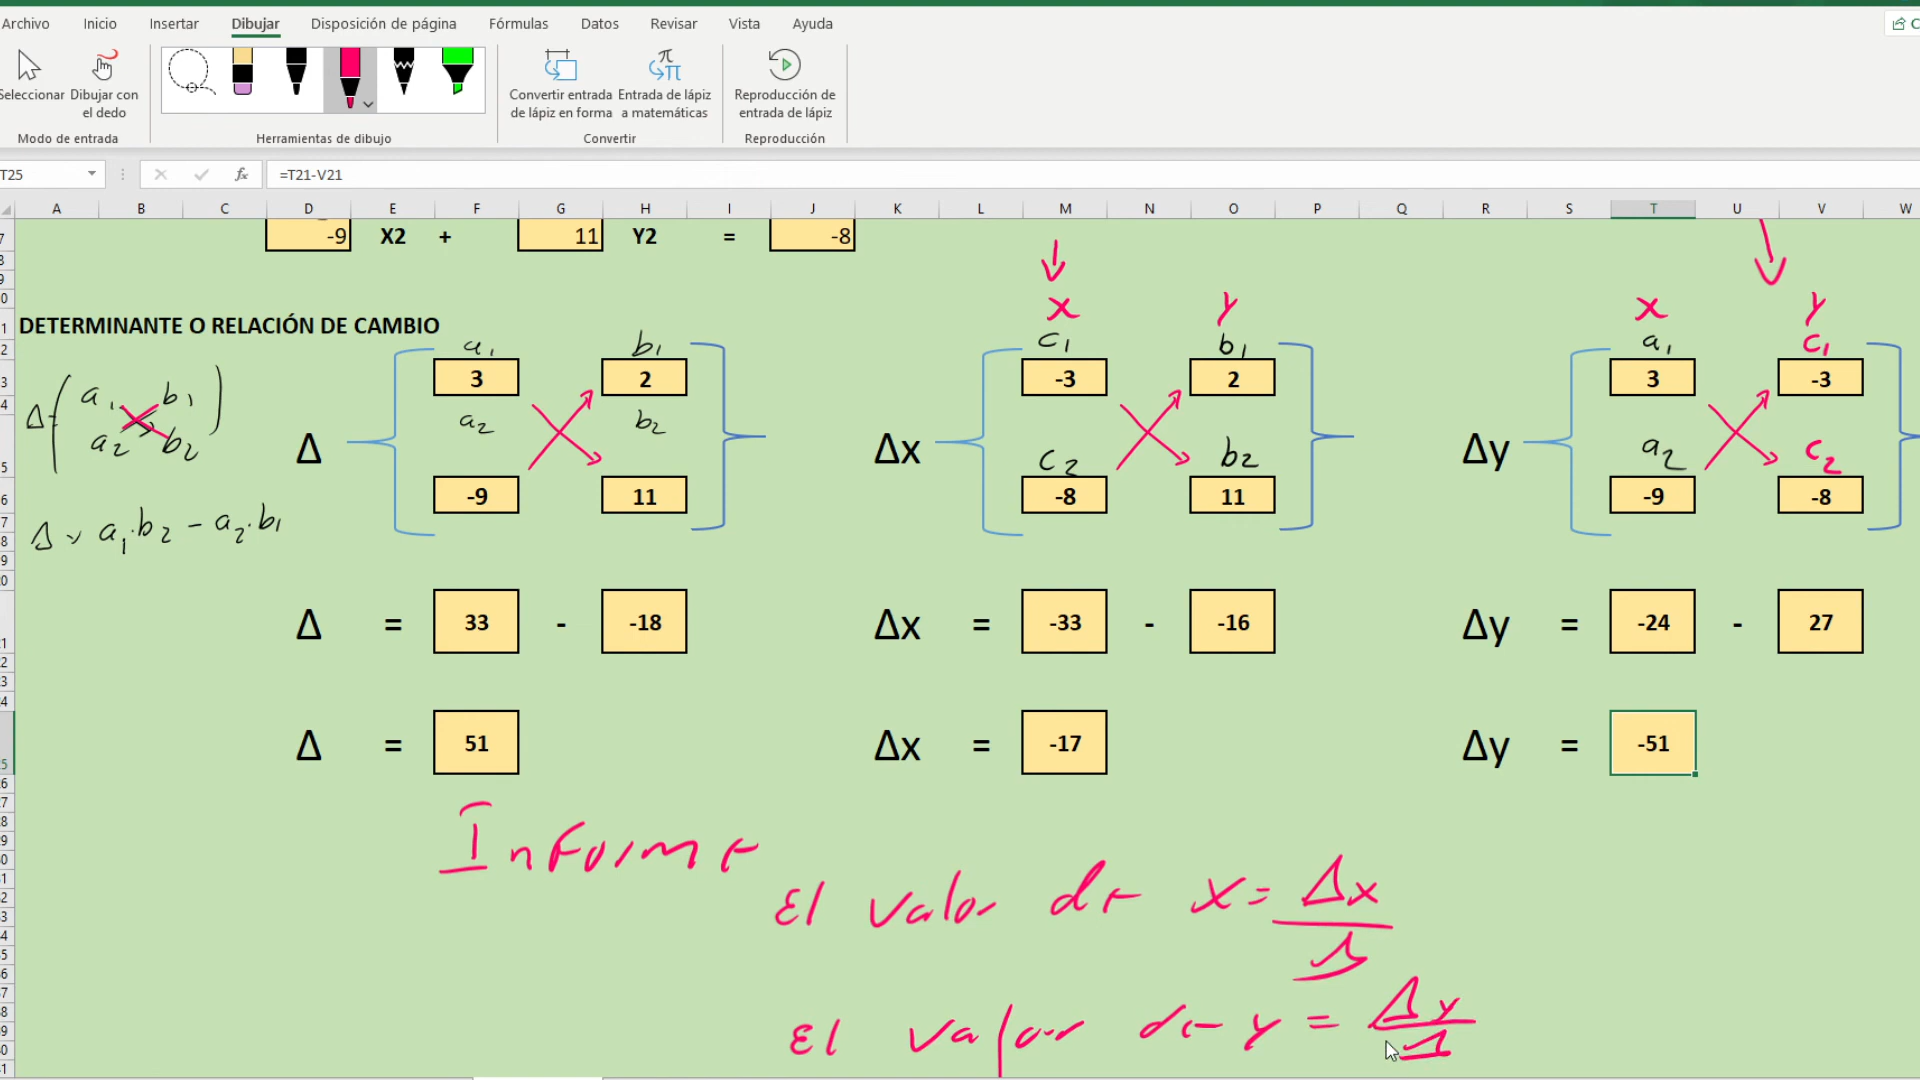 Archivo Inicio Insertar Dibujar Disposición de página Fórmulas Datos Revisar Vista Ayuda
Seleccionar Dibujar con el dedo
Convertir entrada de lápiz en forma
Entrada de lápiz a matemáticas
Reproducción de entrada de lápiz
Modo de entrada Herramientas de dibujo Convertir Reproducción
T25 fx =T21-V21
A B C D E F G H I J K L M N O P Q R S T U V W
-9 X2 + 11 Y2 = -8
x y x y
DETERMINANTE O RELACIÓN DE CAMBIO
a1 b1 c1 b1 a1 c1
3 2 -3 2 3 -3
Δ= a1 b1
a2 b2
a2 b2
Δ Δx Δy
c2 b2 a2 c2
-9 11 -8 11 -9 -8
Δ = a1·b2 - a2·b1
Δ = 33 - -18 Δx = -33 - -16 Δy = -24 - 27
Δ = 51 Δx = -17 Δy = -51
Informe
El valor de x = Δx / Δ
El valor de y = Δy / Δ